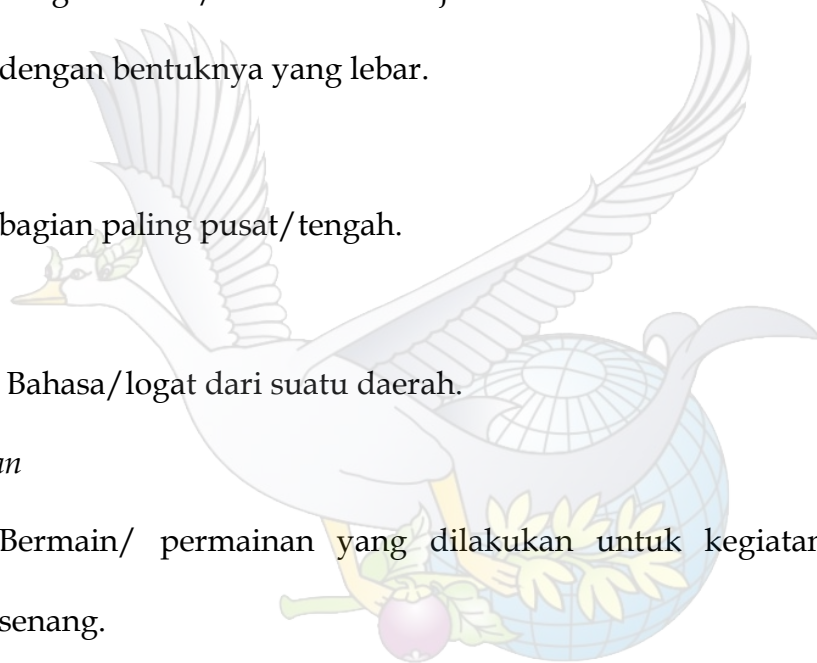 dengan bentuknya yang lebar.
bagian paling pusat/tengah.
Bahasa/logat dari suatu daerah.
an
Bermain/ permainan yang dilakukan untuk kegiatan
senang.